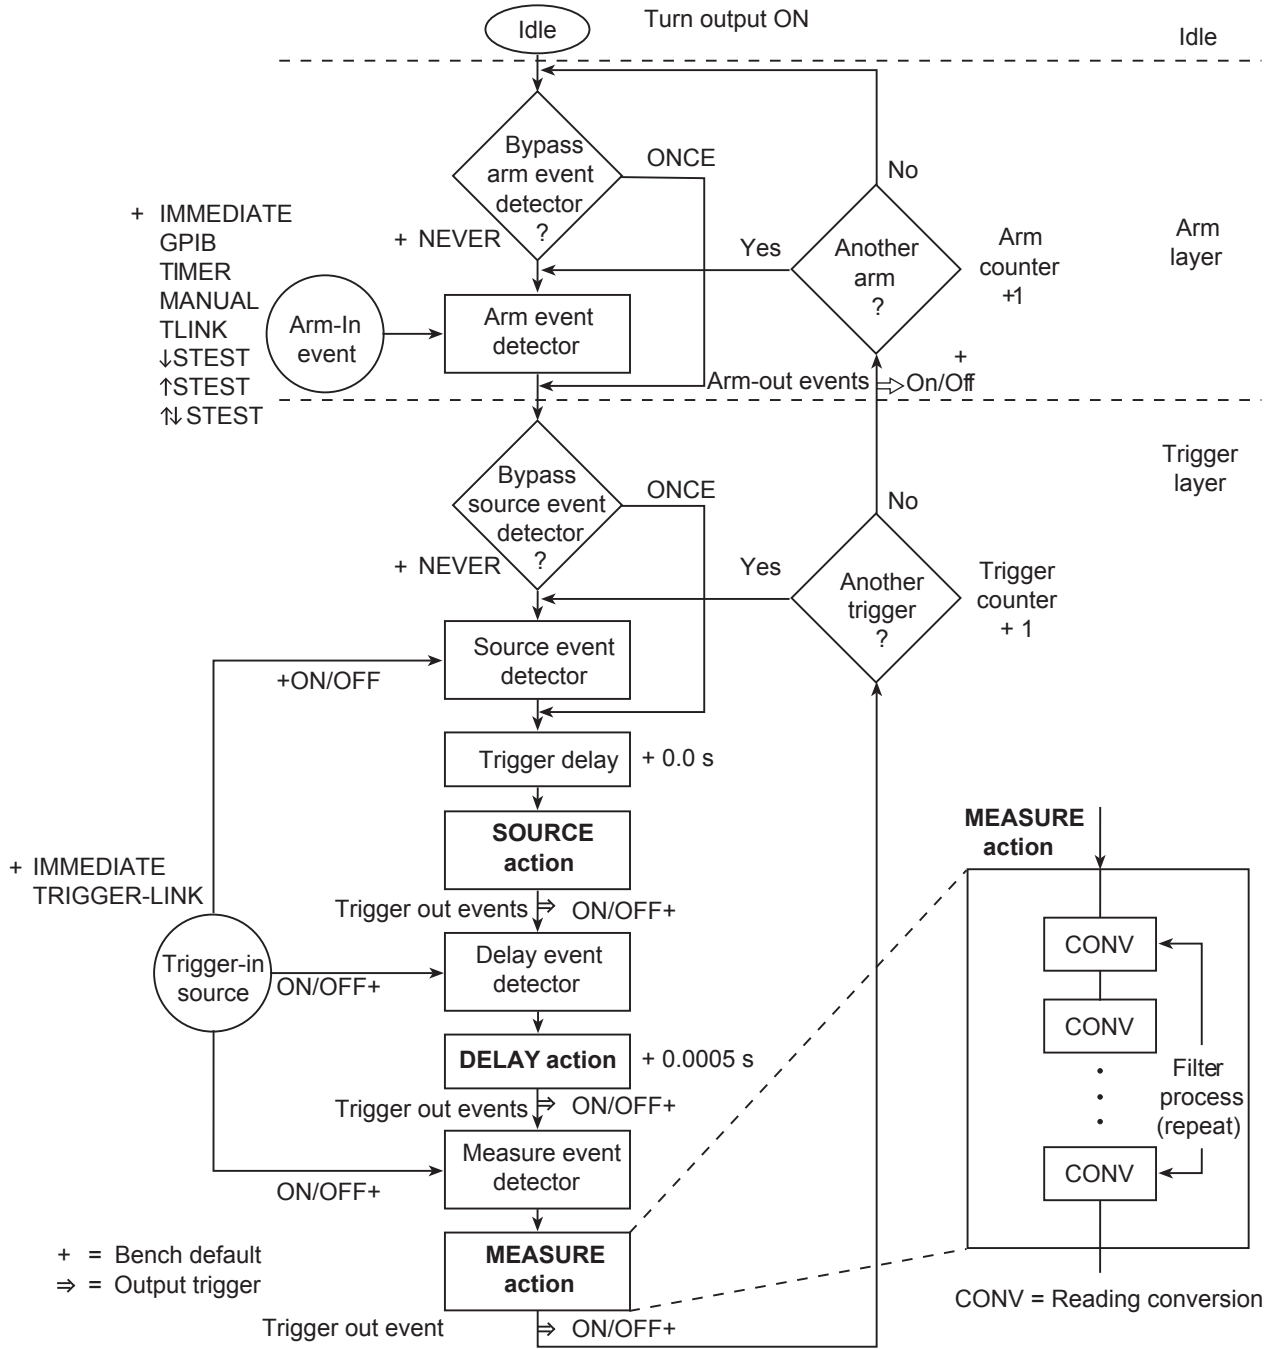 Idle
Turn output ON
Idle
Bypass
arm event
detector
?
ONCE
No
+ IMMEDIATE
GPIB
TIMER
MANUAL
TLINK
↓STEST
↑STEST
↑↓ STEST
+ NEVER
Yes
Another
arm
?
Arm
counter
+1
Arm
layer
Arm-In
event
Arm event
detector
+
Arm-out events ⇒ On/Off
Trigger
layer
Bypass
source event
detector
?
ONCE
No
+ NEVER
Yes
Another
trigger
?
Trigger
counter
+ 1
Source event
detector
+ON/OFF
Trigger delay
+ 0.0 s
SOURCE
action
+ IMMEDIATE
TRIGGER-LINK
Trigger out events ⇒ ON/OFF+
Trigger-in
source
ON/OFF+
Delay event
detector
DELAY action
+ 0.0005 s
Trigger out events ⇒ ON/OFF+
Measure event
detector
ON/OFF+
MEASURE
action
Trigger out event ⇒ ON/OFF+
+ = Bench default
⇒ = Output trigger
MEASURE
action
CONV
CONV
Filter
process
(repeat)
CONV
CONV = Reading conversion